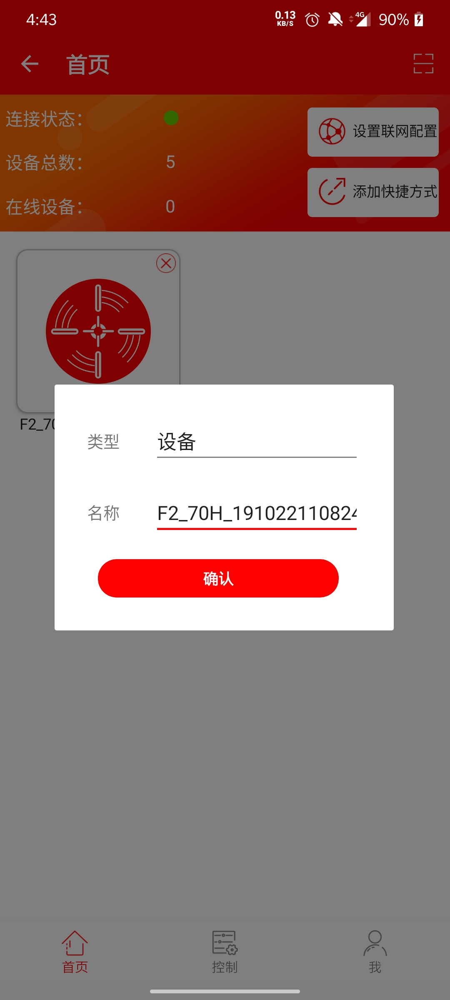 4:43
0.13
KB/S
4G
90%
首页
连接状态：
设置联网配置
设备总数：
5
添加快捷方式
在线设备：
0
F2_70
类型
设备
名称
F2_70H_191022110824
确认
首页
控制
我